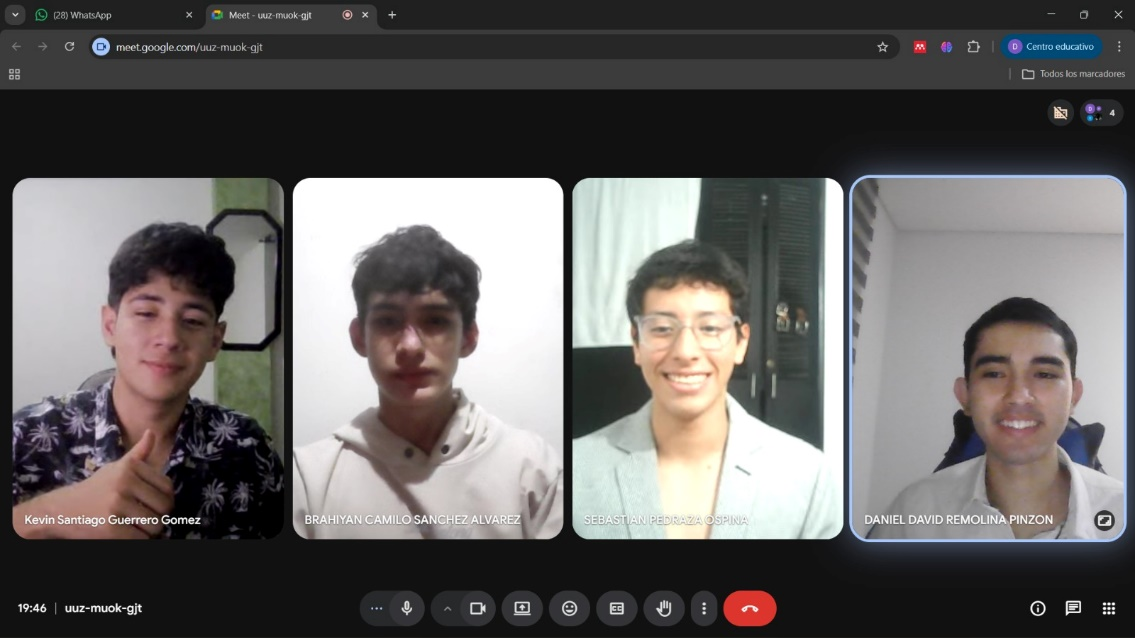 (28) WhatsApp
Meet - uuz-muok-gjt
meet.google.com/uuz-muok-gjt
D Centro educativo
Todos los marcadores
D 4
Kevin Santiago Guerrero Gomez
BRAHIYAN CAMILO SANCHEZ ALVAREZ
SEBASTIAN PEDRAZA OSPINA
DANIEL DAVID REMOLINA PINZON
19:46 | uuz-muok-gjt
CC